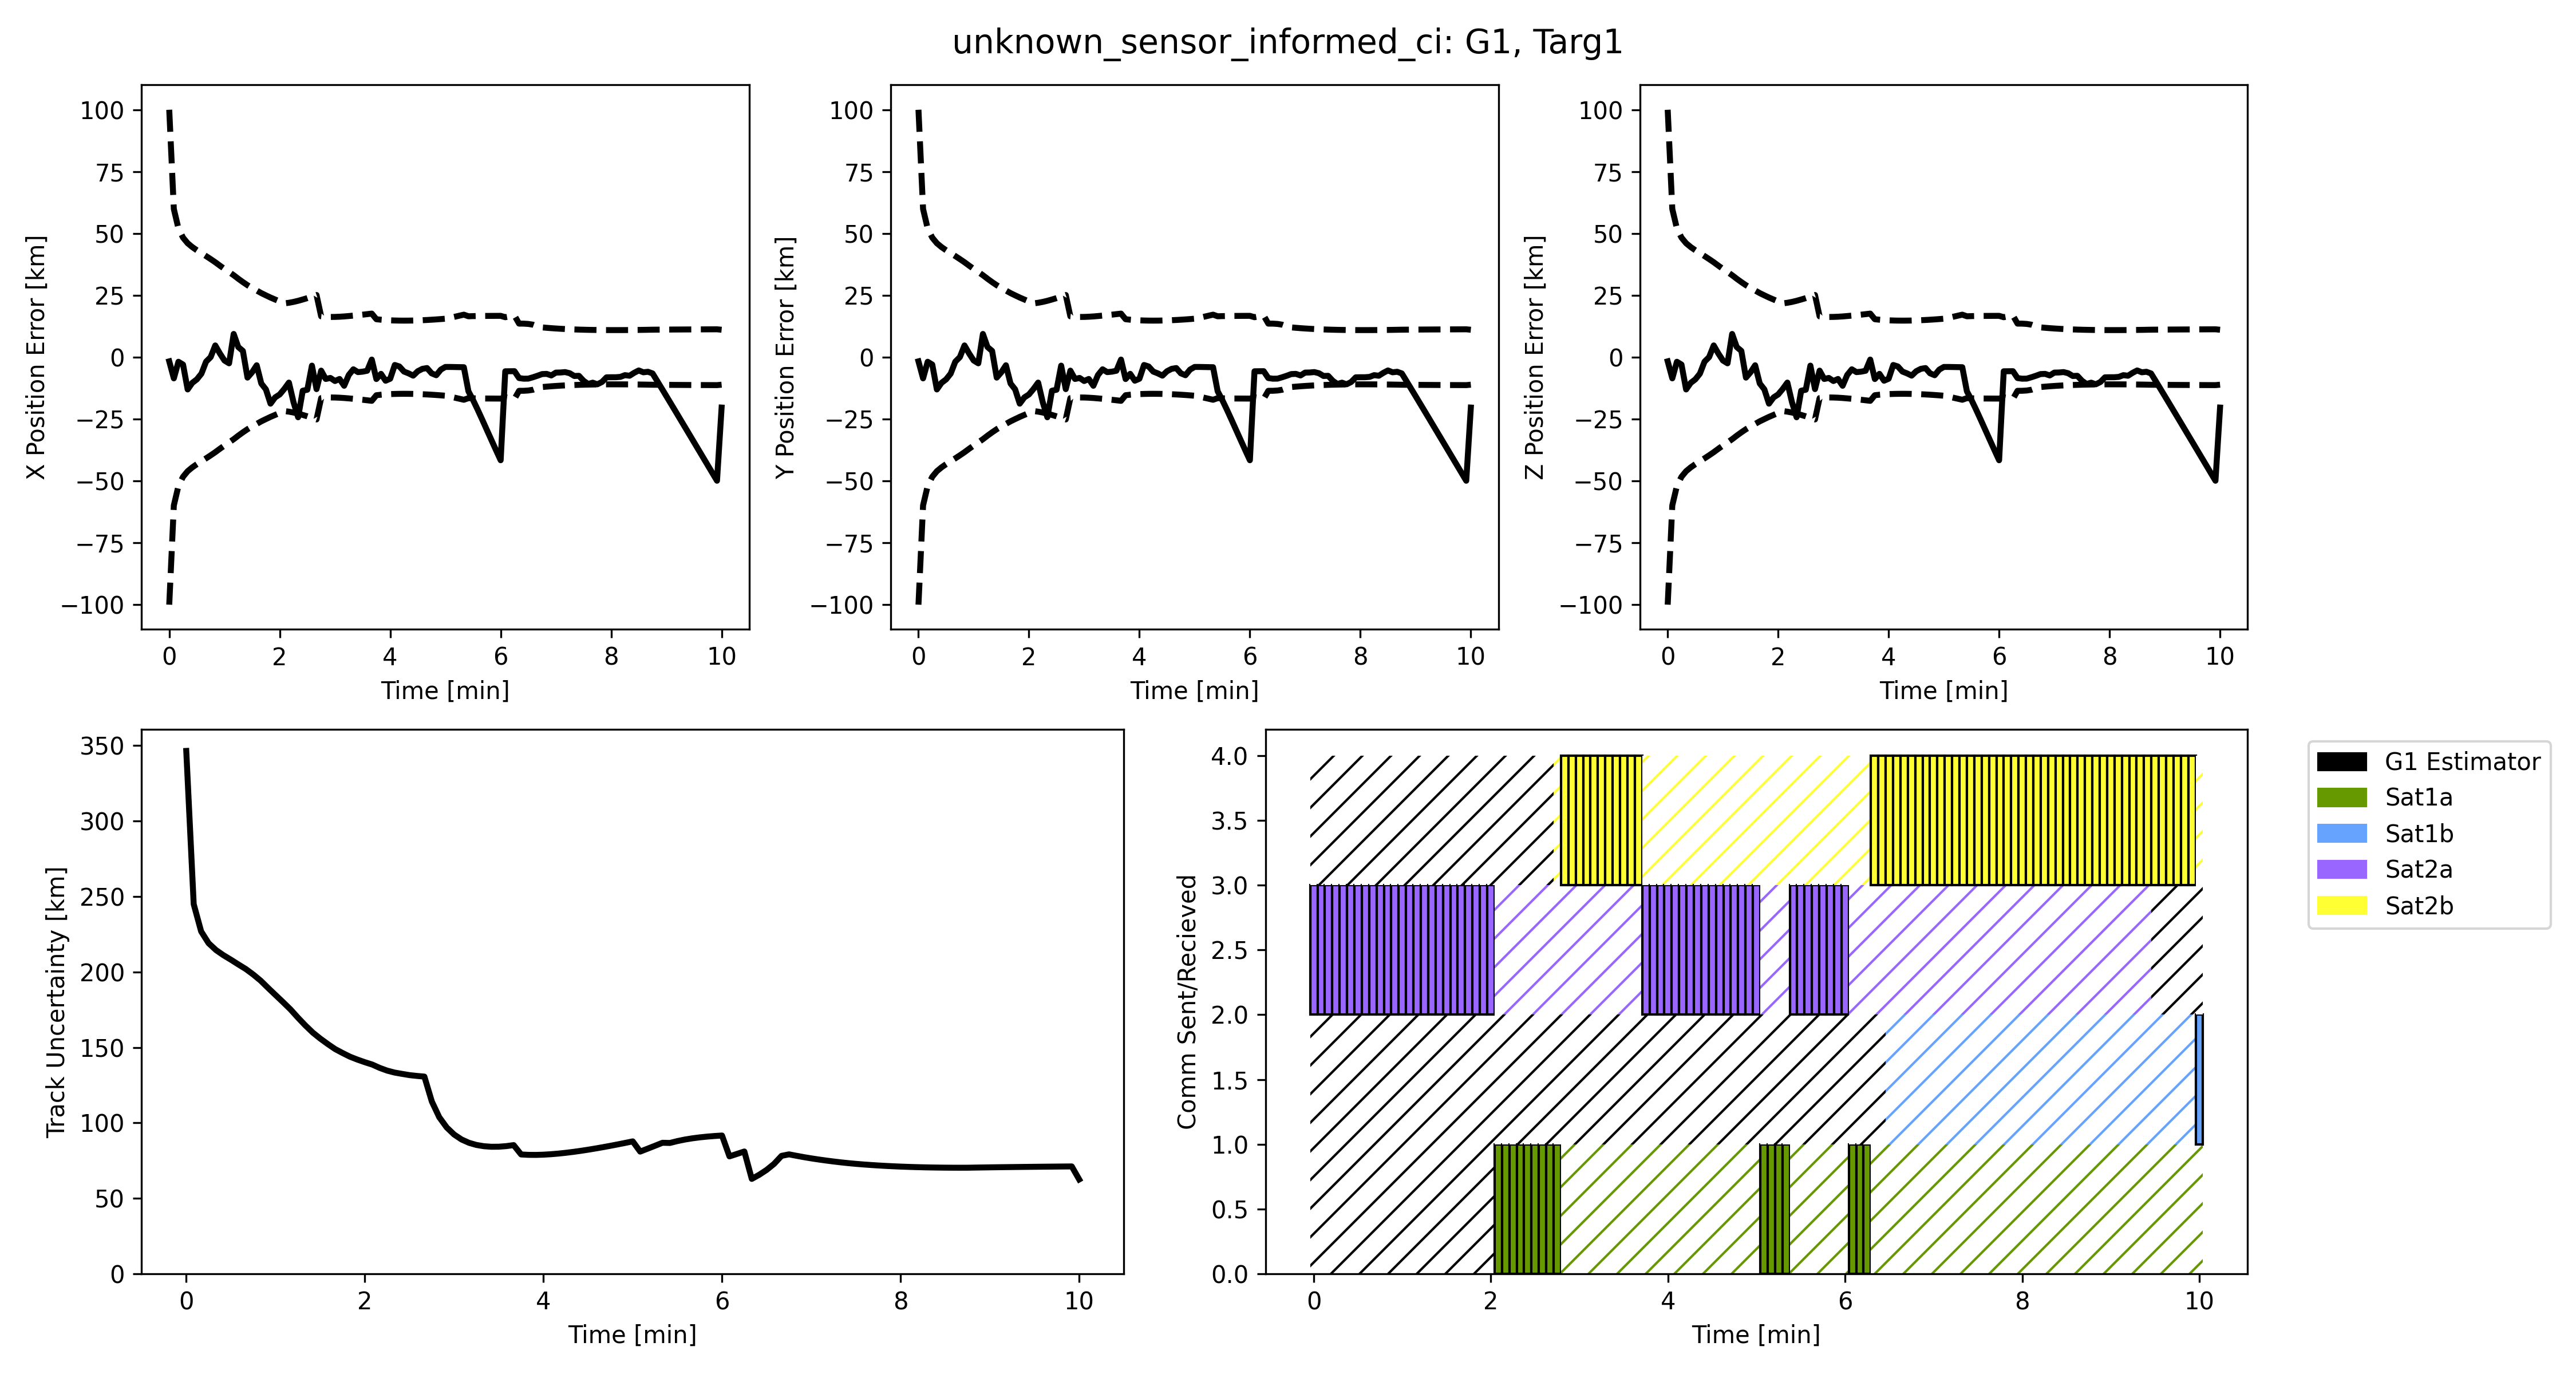 unknown_sensor_informed_ci: G1, Targ1
X Position Error [km]
100
75
50
25
0
−25
−50
−75
−100
0 2 4 6 8 10
Time [min]
Y Position Error [km]
100
75
50
25
0
−25
−50
−75
−100
0 2 4 6 8 10
Time [min]
Z Position Error [km]
100
75
50
25
0
−25
−50
−75
−100
0 2 4 6 8 10
Time [min]
Track Uncertainty [km]
350
300
250
200
150
100
50
0
0 2 4 6 8 10
Time [min]
Comm Sent/Recieved
4.0
3.5
3.0
2.5
2.0
1.5
1.0
0.5
0.0
0 2 4 6 8 10
Time [min]
G1 Estimator
Sat1a
Sat1b
Sat2a
Sat2b